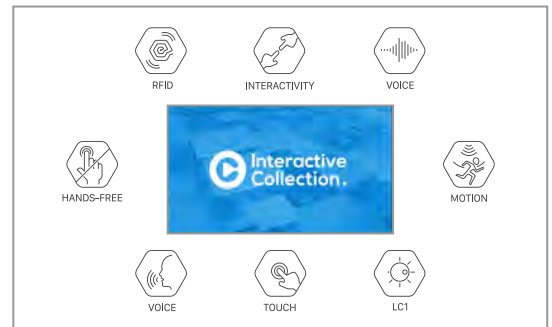 RFID
INTERACTIVITY
VOICE
Interactive
Collection.
HANDS-FREE
MOTION
VOICE
TOUCH
LC1